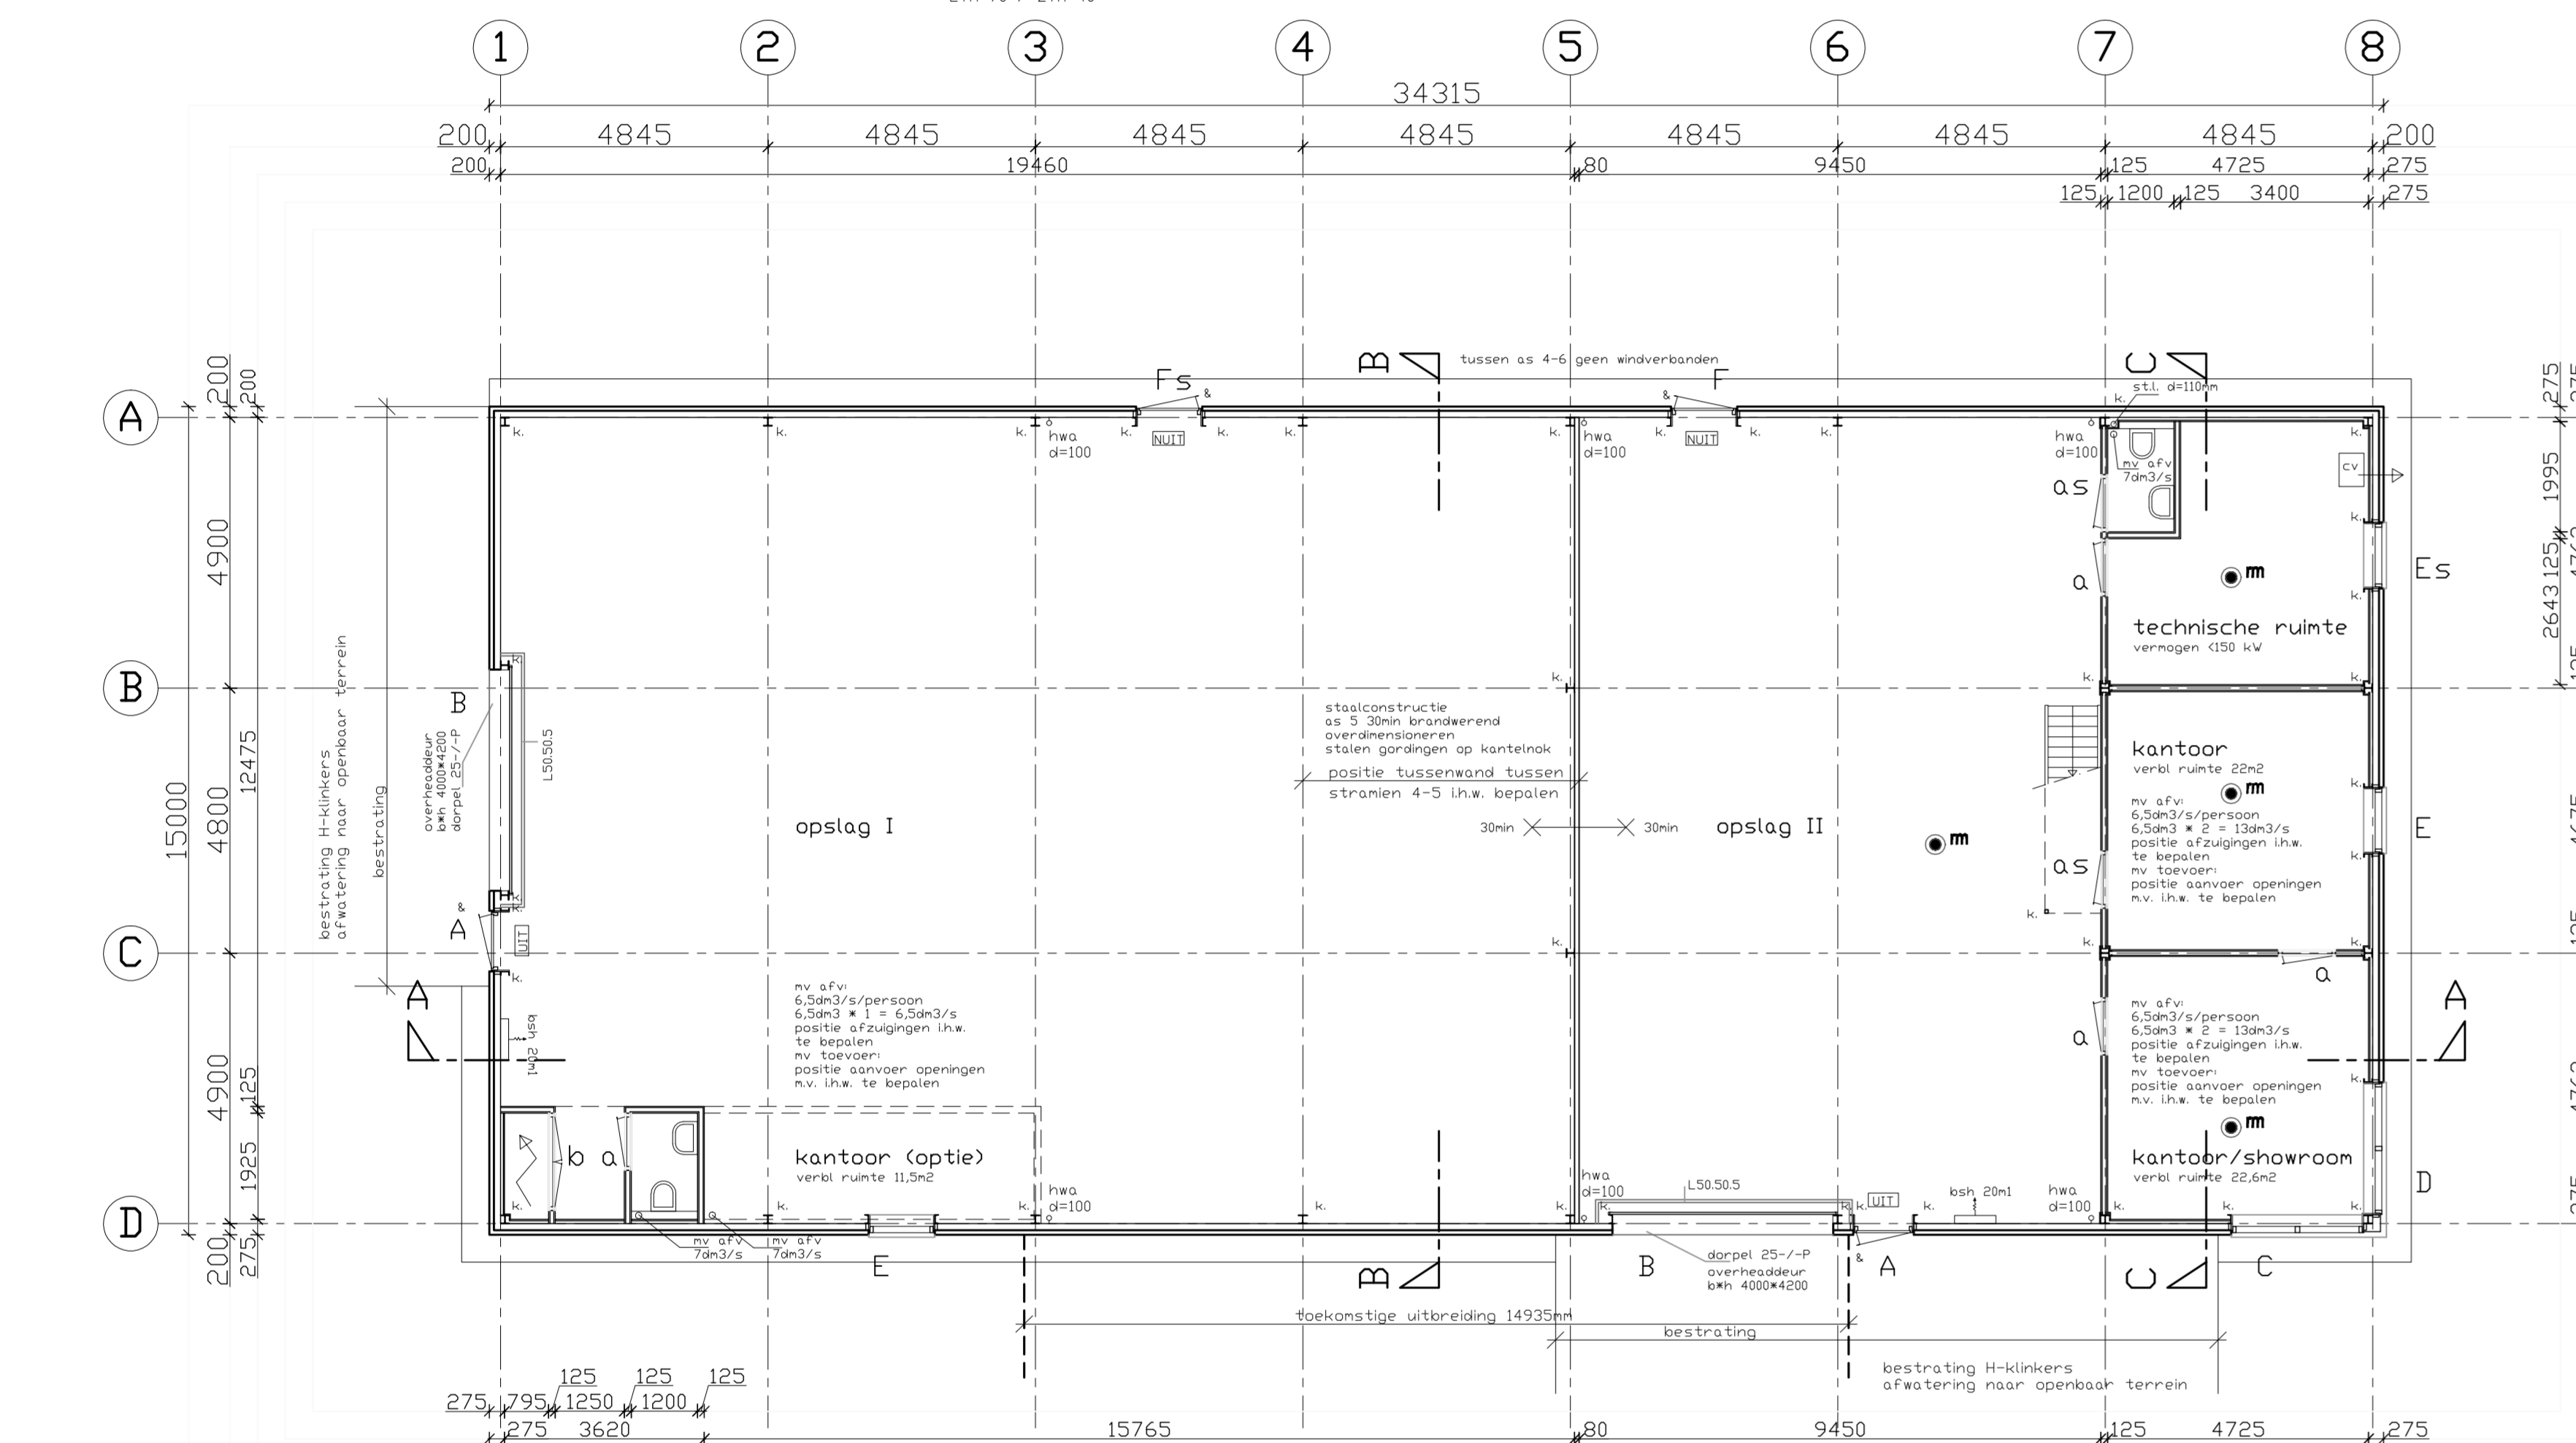 1 2 3 4 5 6 7 8
34315
200 4845 4845 4845 4845 4845 4845 4845 200
200 19460 80 9450 125 4725 275
125 1200 125 3400 275
B tussen as 4-6 geen windverbanden C
Fs F
st.l. d=110mm
k.
& &
A
200 200
k. k. k. k. k. k. k. k. k. k. k.
NUIT NUIT
hwa hwa hwa
d=100 d=100 d=100
mv afv
7dm3/s
cv
as
k.
275
1995
125
2643
4900
a
m
Es
k.
technische ruimte
vermogen <150 kW
B
k. k. k. k.
B
overheaddeur
b*h 4000*4200
dorpel 25-/-P
L50.50.5
bestrating H-klinkers
afwatering naar openbaar terrein
bestrating
15000
4800
12475
staalconstructie
as 5 30min brandwerend
overdimensioneren
stalen gordingen op kantelnok
positie tussenwand tussen
stramien 4-5 i.h.w. bepalen
kantoor
verbl ruimte 22m2
m
k.
mv afv:
6,5dm3/s/persoon
6,5dm3 * 2 = 13dm3/s
positie afzuigingen i.h.w.
te bepalen
mv toevoer:
positie aanvoer openingen
m.v. i.h.w. te bepalen
opslag I
30min 30min
opslag II
m
E
as
k.
k.
k.
k.
&
A
UIT
k.
C
k. k. k.
k.
a
A A
mv afv:
6,5dm3/s/persoon
6,5dm3 * 1 = 6,5dm3/s
positie afzuigingen i.h.w.
te bepalen
mv toevoer:
positie aanvoer openingen
m.v. i.h.w. te bepalen
mv afv:
6,5dm3/s/persoon
6,5dm3 * 2 = 13dm3/s
positie afzuigingen i.h.w.
te bepalen
mv toevoer:
positie aanvoer openingen
m.v. i.h.w. te bepalen
bsh 20m1
a
k.
4900
125
1925
m
b a
kantoor (optie)
verbl ruimte 11,5m2
kantoor/showroom
verbl ruimte 22,6m2
D
hwa
d=100
hwa
d=100
L50.50.5
UIT
bsh 20m1
hwa
d=100
k. k. k. k. k. k. k. k. k. k. k.
D
200 275
mv afv mv afv
7dm3/s 7dm3/s
E
B
B
dorpel 25-/-P
overheaddeur
b*h 4000*4200
&
A
C
C
toekomstige uitbreiding 14935mm
bestrating
bestrating H-klinkers
afwatering naar openbaar terrein
125 125 125
275 795 1250 1200
275 3620 15765 80 9450 125 4725 275